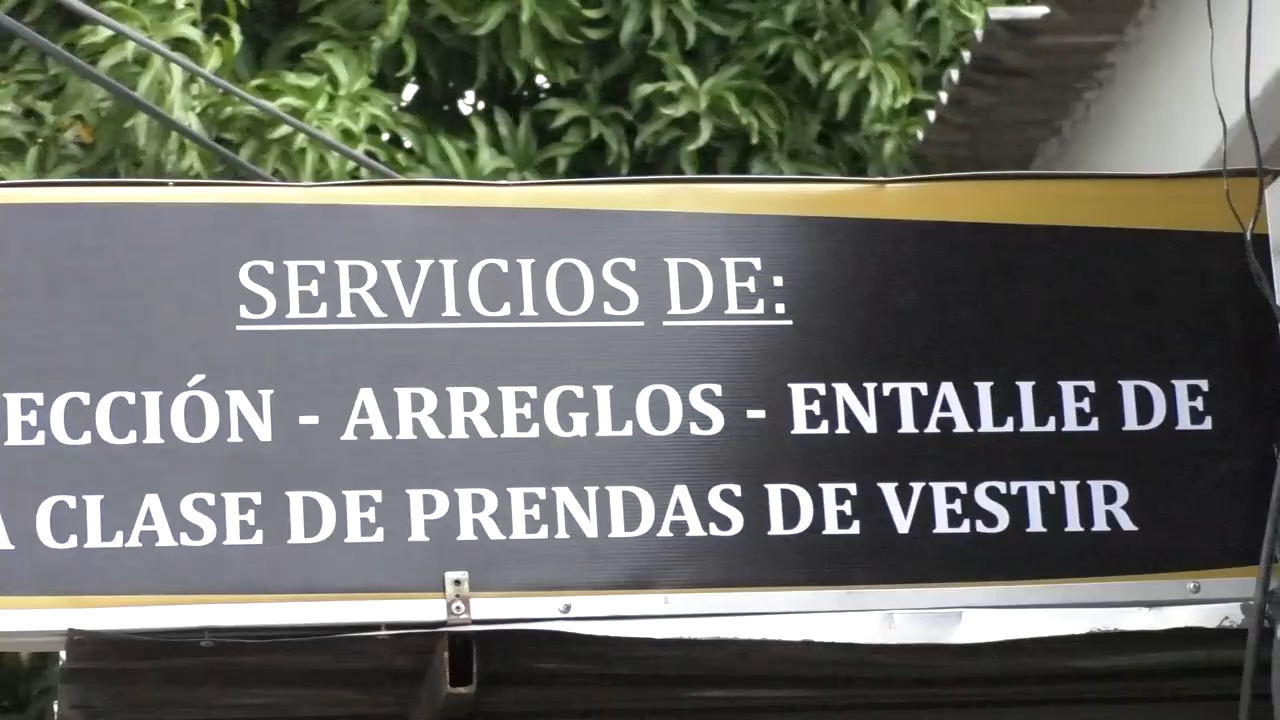 SERVICIOS DE:
ECCIÓN - ARREGLOS - ENTALLE DE
A CLASE DE PRENDAS DE VESTIR